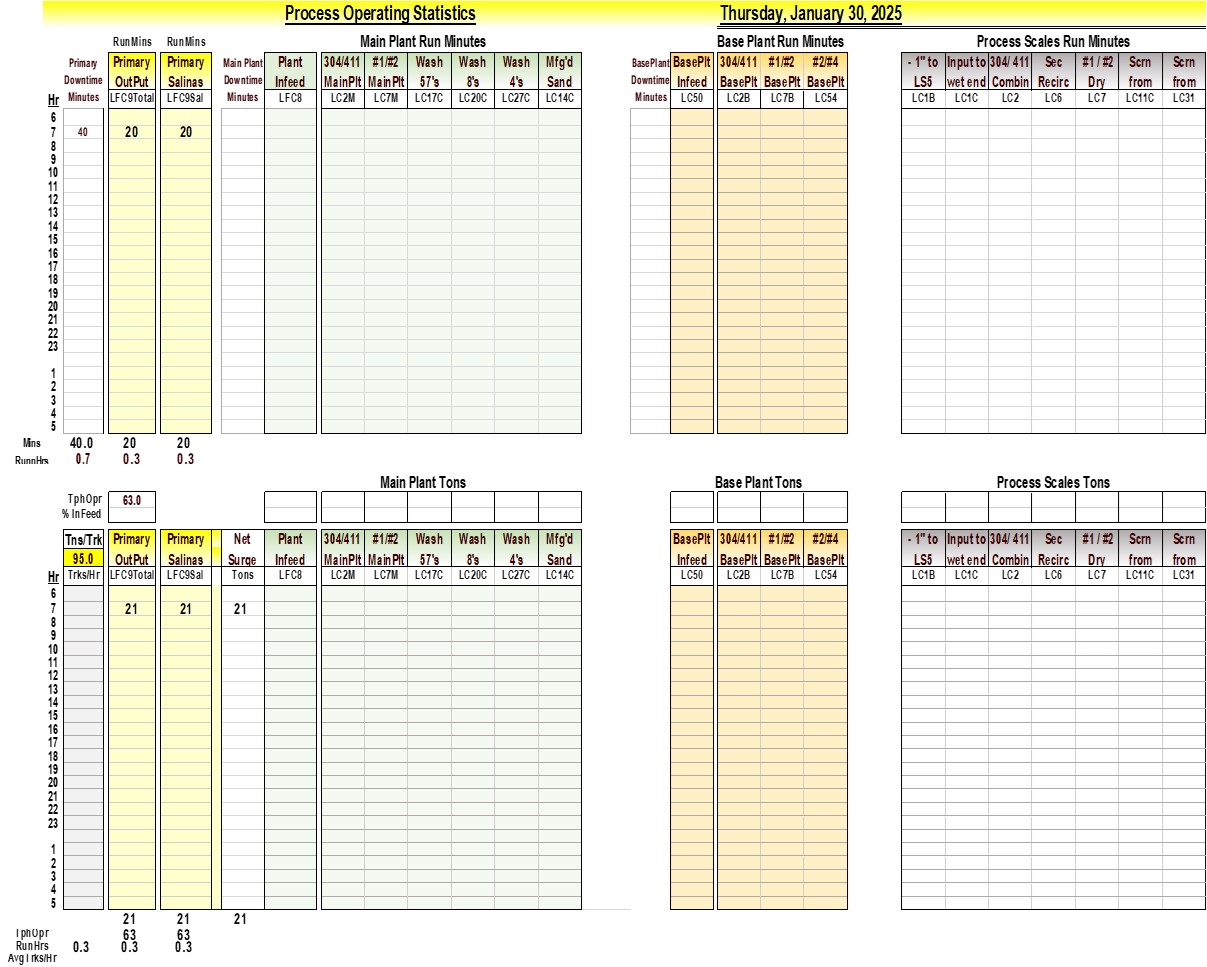 Process Operating Statistics Thursday, January 30, 2025
RunMins RunMins Main Plant Run Minutes Base Plant Run Minutes Process Scales Run Minutes
Primary Primary Primary Main Plant Plant 304/411 #1/#2 Wash Wash Wash Mfg'd BasePlant BasePlt 304/411 #1/#2 #2/#4 - 1" to Input to 304/ 411 Sec #1 / #2 Scrn Scrn
Downtime OutPut Salinas Downtime Infeed MainPlt MainPlt 57's 8's 4's Sand Downtime Infeed BasePlt BasePlt BasePlt LS5 wet end Combin Recirc Dry from from
Hr Minutes LFC9Total LFC9Sal Minutes LFC8 LC2M LC7M LC17C LC20C LC27C LC14C Minutes LC50 LC2B LC7B LC54 LC1B LC1C LC2 LC6 LC7 LC11C LC31
6
7 40 20 20
8
9
10
11
12
13
14
15
16
17
18
19
20
21
22
23
1
2
3
4
5
Mins 40.0 20 20
RunnHrs 0.7 0.3 0.3
Main Plant Tons Base Plant Tons Process Scales Tons
TphOpr 63.0
% InFeed
Tns/Trk Primary Primary Net Plant 304/411 #1/#2 Wash Wash Wash Mfg'd BasePlt 304/411 #1/#2 #2/#4 - 1" to Input to 304/ 411 Sec #1 / #2 Scrn Scrn
95.0 OutPut Salinas Surge Infeed MainPlt MainPlt 57's 8's 4's Sand Infeed BasePlt BasePlt BasePlt LS5 wet end Combin Recirc Dry from from
Hr Trks/Hr LFC9Total LFC9Sal Tons LFC8 LC2M LC7M LC17C LC20C LC27C LC14C LC50 LC2B LC7B LC54 LC1B LC1C LC2 LC6 LC7 LC11C LC31
6
7 21 21 21
8
9
10
11
12
13
14
15
16
17
18
19
20
21
22
23
1
2
3
4
5
21 21 21
TphOpr 63 63
RunHrs 0.3 0.3 0.3
AvgTrks/Hr